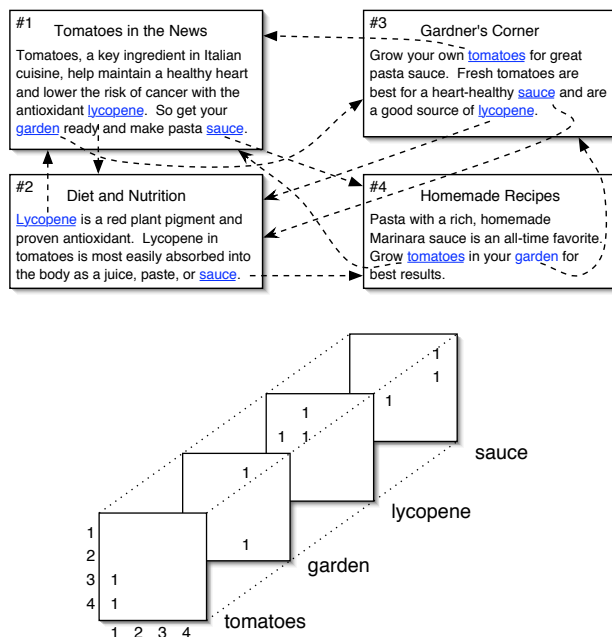 #1 Tomatoes in the News
Tomatoes, a key ingredient in Italian
cuisine, help maintain a healthy heart
and lower the risk of cancer with the
antioxidant lycopene. So get your
garden ready and make pasta sauce.
#3 Gardner's Corner
Grow your own tomatoes for great
pasta sauce. Fresh tomatoes are
best for a heart-healthy sauce and are
a good source of lycopene.
#2 Diet and Nutrition
Lycopene is a red plant pigment and
proven antioxidant. Lycopene in
tomatoes is most easily absorbed into
the body as a juice, paste, or sauce.
#4 Homemade Recipes
Pasta with a rich, homemade
Marinara sauce is an all-time favorite.
Grow tomatoes in your garden for
best results.
1
1
1
sauce
1
1 1
lycopene
1
1
garden
1
2
3 1
4 1
1 2 3 4
tomatoes